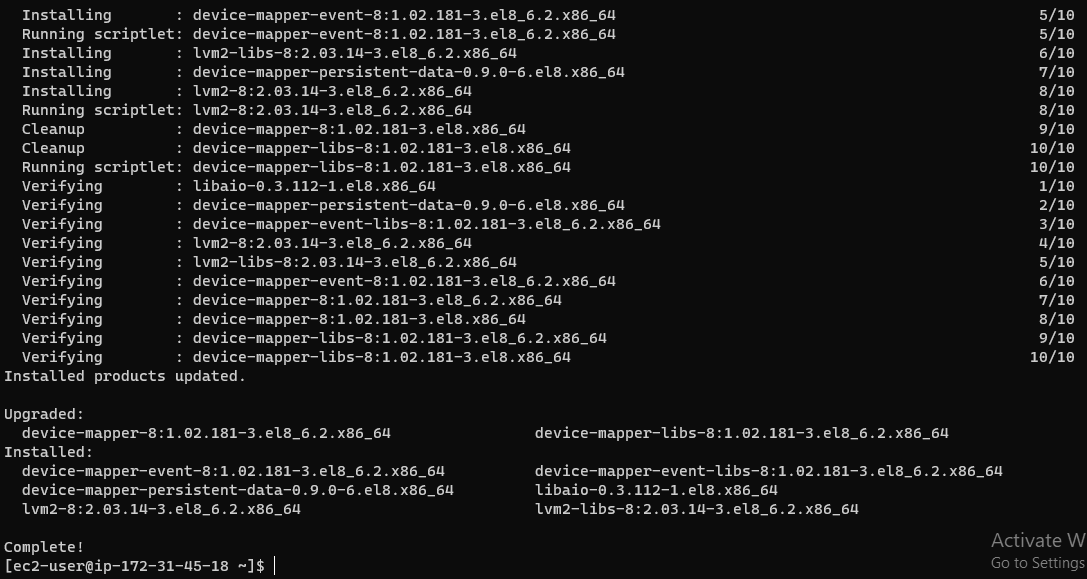 Installing : device-mapper-event-8:1.02.181-3.el8_6.2.x86_64 5/10
Running scriptlet: device-mapper-event-8:1.02.181-3.el8_6.2.x86_64 5/10
Installing : lvm2-libs-8:2.03.14-3.el8_6.2.x86_64 6/10
Installing : device-mapper-persistent-data-0.9.0-6.el8.x86_64 7/10
Installing : lvm2-8:2.03.14-3.el8_6.2.x86_64 8/10
Running scriptlet: lvm2-8:2.03.14-3.el8_6.2.x86_64 8/10
Cleanup : device-mapper-8:1.02.181-3.el8.x86_64 9/10
Cleanup : device-mapper-libs-8:1.02.181-3.el8.x86_64 10/10
Running scriptlet: device-mapper-libs-8:1.02.181-3.el8.x86_64 10/10
Verifying : libaio-0.3.112-1.el8.x86_64 1/10
Verifying : device-mapper-persistent-data-0.9.0-6.el8.x86_64 2/10
Verifying : device-mapper-event-libs-8:1.02.181-3.el8_6.2.x86_64 3/10
Verifying : lvm2-8:2.03.14-3.el8_6.2.x86_64 4/10
Verifying : lvm2-libs-8:2.03.14-3.el8_6.2.x86_64 5/10
Verifying : device-mapper-event-8:1.02.181-3.el8_6.2.x86_64 6/10
Verifying : device-mapper-8:1.02.181-3.el8_6.2.x86_64 7/10
Verifying : device-mapper-8:1.02.181-3.el8.x86_64 8/10
Verifying : device-mapper-libs-8:1.02.181-3.el8_6.2.x86_64 9/10
Verifying : device-mapper-libs-8:1.02.181-3.el8.x86_64 10/10
Installed products updated.
Upgraded:
device-mapper-8:1.02.181-3.el8_6.2.x86_64 device-mapper-libs-8:1.02.181-3.el8_6.2.x86_64
Installed:
device-mapper-event-8:1.02.181-3.el8_6.2.x86_64 device-mapper-event-libs-8:1.02.181-3.el8_6.2.x86_64
device-mapper-persistent-data-0.9.0-6.el8.x86_64 libaio-0.3.112-1.el8.x86_64
lvm2-8:2.03.14-3.el8_6.2.x86_64 lvm2-libs-8:2.03.14-3.el8_6.2.x86_64
Complete!
[ec2-user@ip-172-31-45-18 ~]$
Activate W
Go to Settings